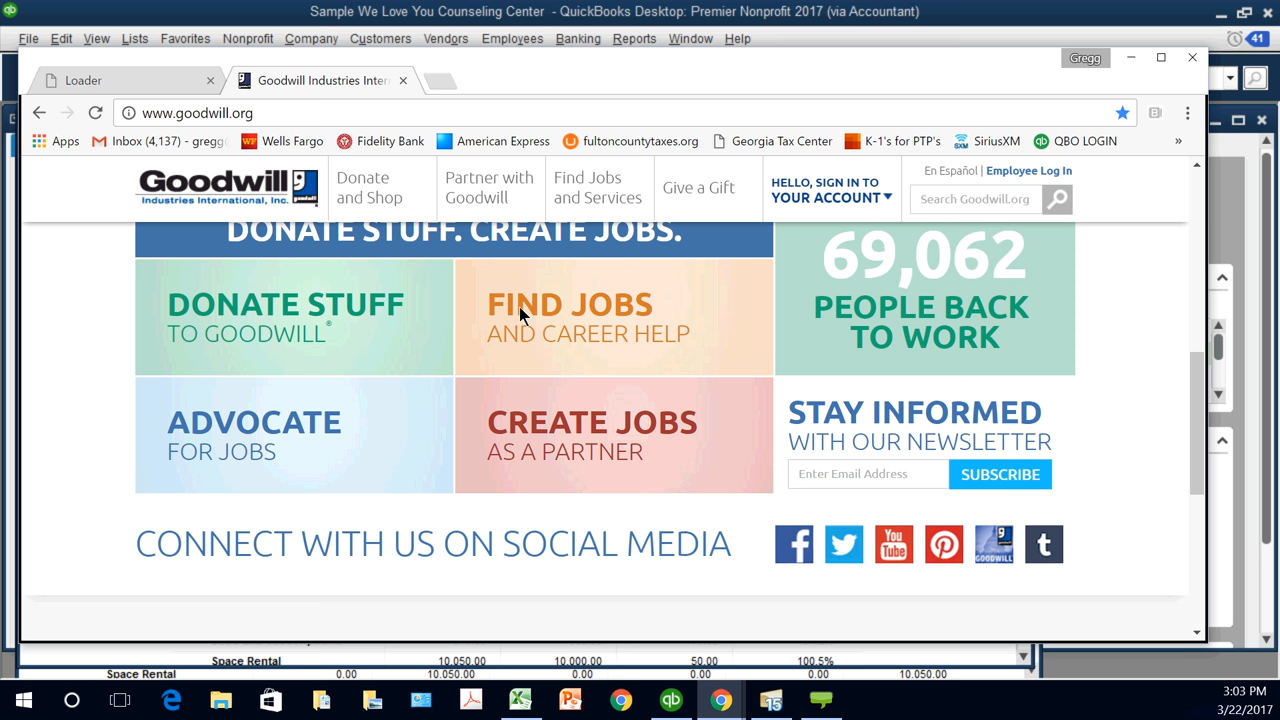 Sample We Love You Counseling Center - QuickBooks Desktop: Premier Nonprofit 2017 (via Accountant)
File Edit View Lists Favorites Nonprofit Company Customers Vendors Employees Banking Reports Window Help
41
Gregg
Loader
Goodwill Industries Inter
www.goodwill.org
Apps
Inbox (4,137) - gregg
Wells Fargo
Fidelity Bank
American Express
fultoncountytaxes.org
Georgia Tax Center
K-1's for PTP's
SiriusXM
QBO LOGIN
»
Goodwill
Industries International, Inc.
Donate
and Shop
Partner with
Goodwill
Find Jobs
and Services
Give a Gift
HELLO, SIGN IN TO
YOUR ACCOUNT
En Español | Employee Log In
Search Goodwill.org
DONATE STUFF. CREATE JOBS.
69,062
PEOPLE BACK
TO WORK
DONATE STUFF
TO GOODWILL®
FIND JOBS
AND CAREER HELP
ADVOCATE
FOR JOBS
CREATE JOBS
AS A PARTNER
STAY INFORMED
WITH OUR NEWSLETTER
Enter Email Address
SUBSCRIBE
CONNECT WITH US ON SOCIAL MEDIA
f
You
Tube
GOODWILL
t
Space Rental 10,050.00 10,000.00 50.00 100.5%
Space Rental 0.00 10,050.00 0.00 0.00 10,050.00
15
3:03 PM
3/22/2017